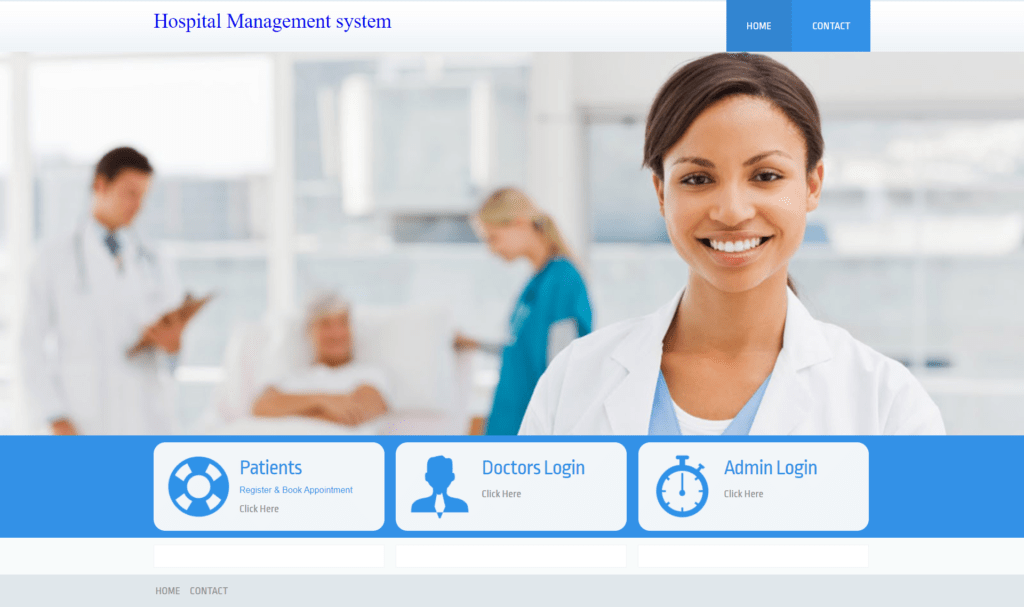 Hospital Management system
HOME CONTACT
Patients
Register & Book Appointment
Click Here
Doctors Login
Click Here
Admin Login
Click Here
HOME CONTACT